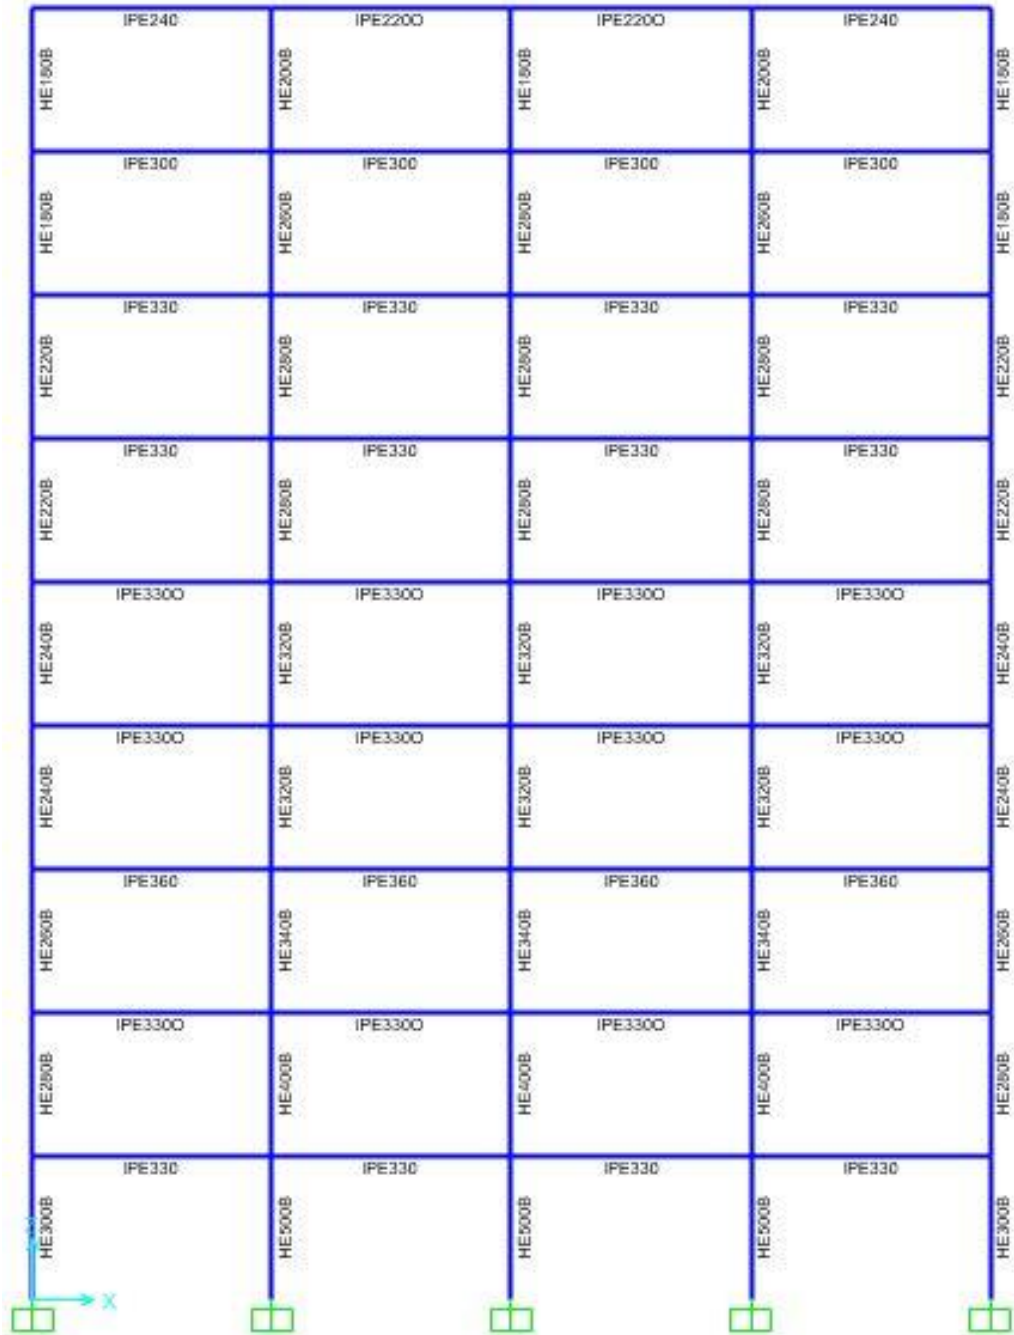 IPE240 IPE220O IPE220O IPE240
HE180B HE200B HE180B HE200B HE180B
IPE300 IPE300 IPE300 IPE300
HE180B HE260B HE280B HE260B HE180B
IPE330 IPE330 IPE330 IPE330
HE220B HE280B HE280B HE280B HE220B
IPE330 IPE330 IPE330 IPE330
HE220B HE280B HE280B HE280B HE220B
IPE330O IPE330O IPE330O IPE330O
HE240B HE320B HE320B HE320B HE240B
IPE330O IPE330O IPE330O IPE330O
HE240B HE320B HE320B HE320B HE240B
IPE360 IPE360 IPE360 IPE360
HE260B HE340B HE340B HE340B HE260B
IPE330O IPE330O IPE330O IPE330O
HE280B HE400B HE400B HE400B HE280B
IPE330 IPE330 IPE330 IPE330
HE300B HE500B HE500B HE500B HE300B
X